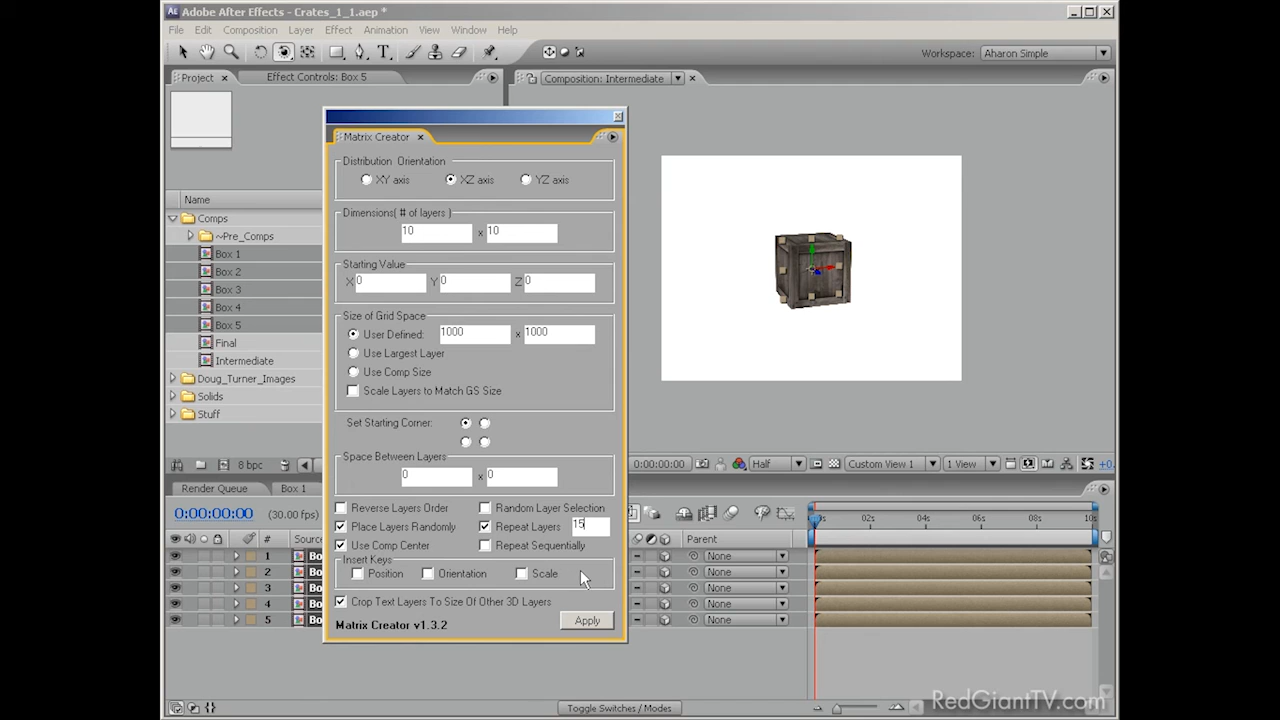 Adobe After Effects - Crates_1_1.aep *
File Edit Composition Layer Effect Animation View Window Help
Workspace: Aharon Simple
Project Effect Controls: Box 5
Composition: Intermediate
Matrix Creator
Distribution Orientation
XY axis XZ axis YZ axis
Dimensions( # of layers )
10 x 10
Starting Value
X 0 Y 0 Z 0
Size of Grid Space
User Defined: 1000 x 1000
Use Largest Layer
Use Comp Size
Scale Layers to Match GS Size
Set Starting Corner:
Space Between Layers
0 x 0
Reverse Layers Order Random Layer Selection
Place Layers Randomly Repeat Layers 15
Use Comp Center Repeat Sequentially
Insert Keys
Position Orientation Scale
Crop Text Layers To Size Of Other 3D Layers
Matrix Creator v1.3.2 Apply
Name
Comps
~Pre_Comps
Box 1
Box 2
Box 3
Box 4
Box 5
Final
Intermediate
Doug_Turner_Images
Solids
Stuff
8 bpc
0:00:00:00 Half Custom View 1 1 View +0.
Render Queue Box 1
0:00:00:00 (30.00 fps)
02s 04s 06s 08s 10s
# Source Parent
1 Bo None
2 Bo None
3 Bo None
4 Bo None
5 Bo None
Toggle Switches / Modes
RedGiantTV.com